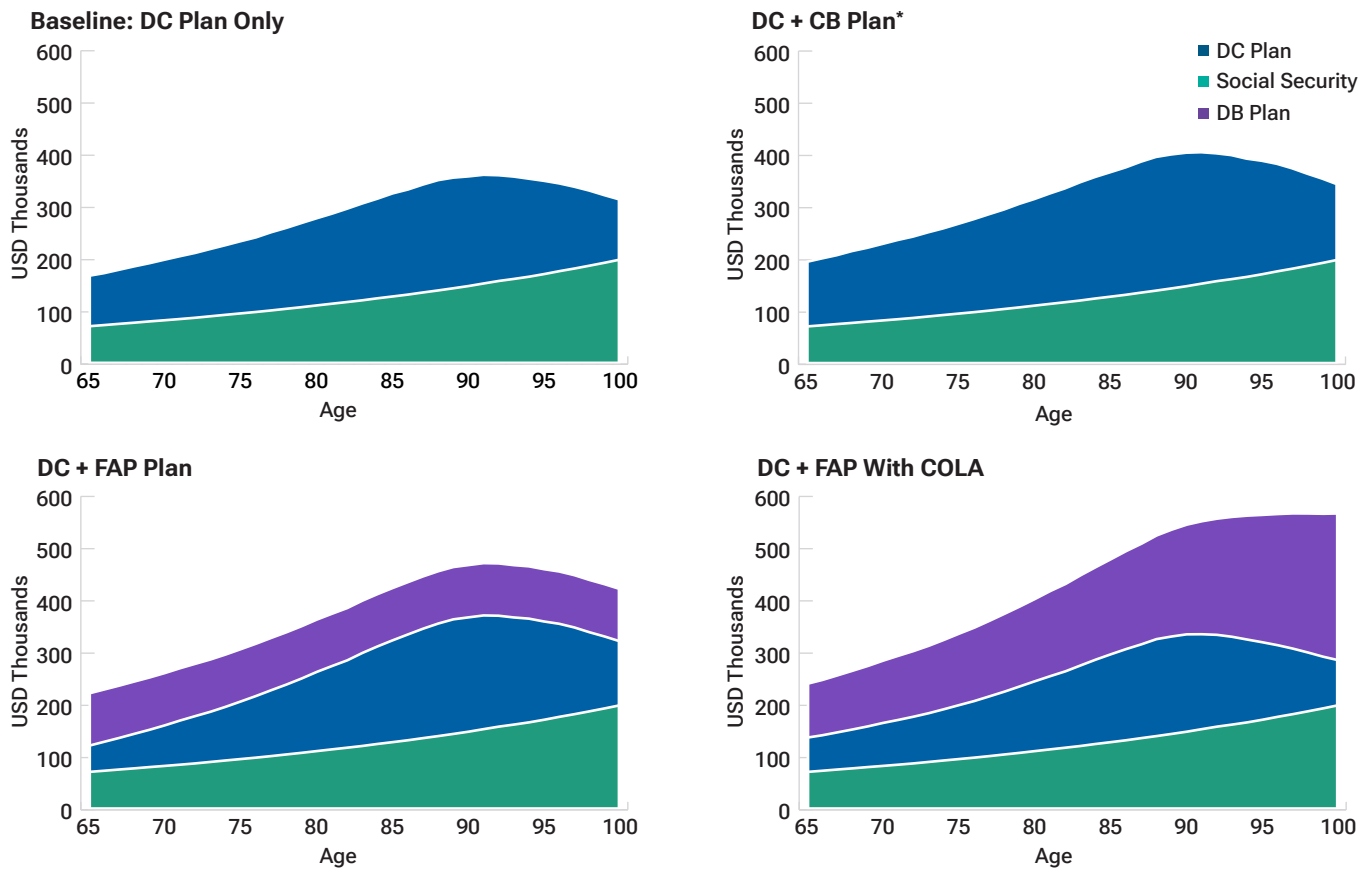 Baseline: DC Plan Only
600
500
400
300
200
100
0
USD Thousands
65 70 75 80 85 90 95 100
Age
DC + CB Plan*
DC Plan
Social Security
DB Plan
600
500
400
300
200
100
0
USD Thousands
65 70 75 80 85 90 95 100
Age
DC + FAP Plan
600
500
400
300
200
100
0
USD Thousands
65 70 75 80 85 90 95 100
Age
DC + FAP With COLA
600
500
400
300
200
100
0
USD Thousands
65 70 75 80 85 90 95 100
Age